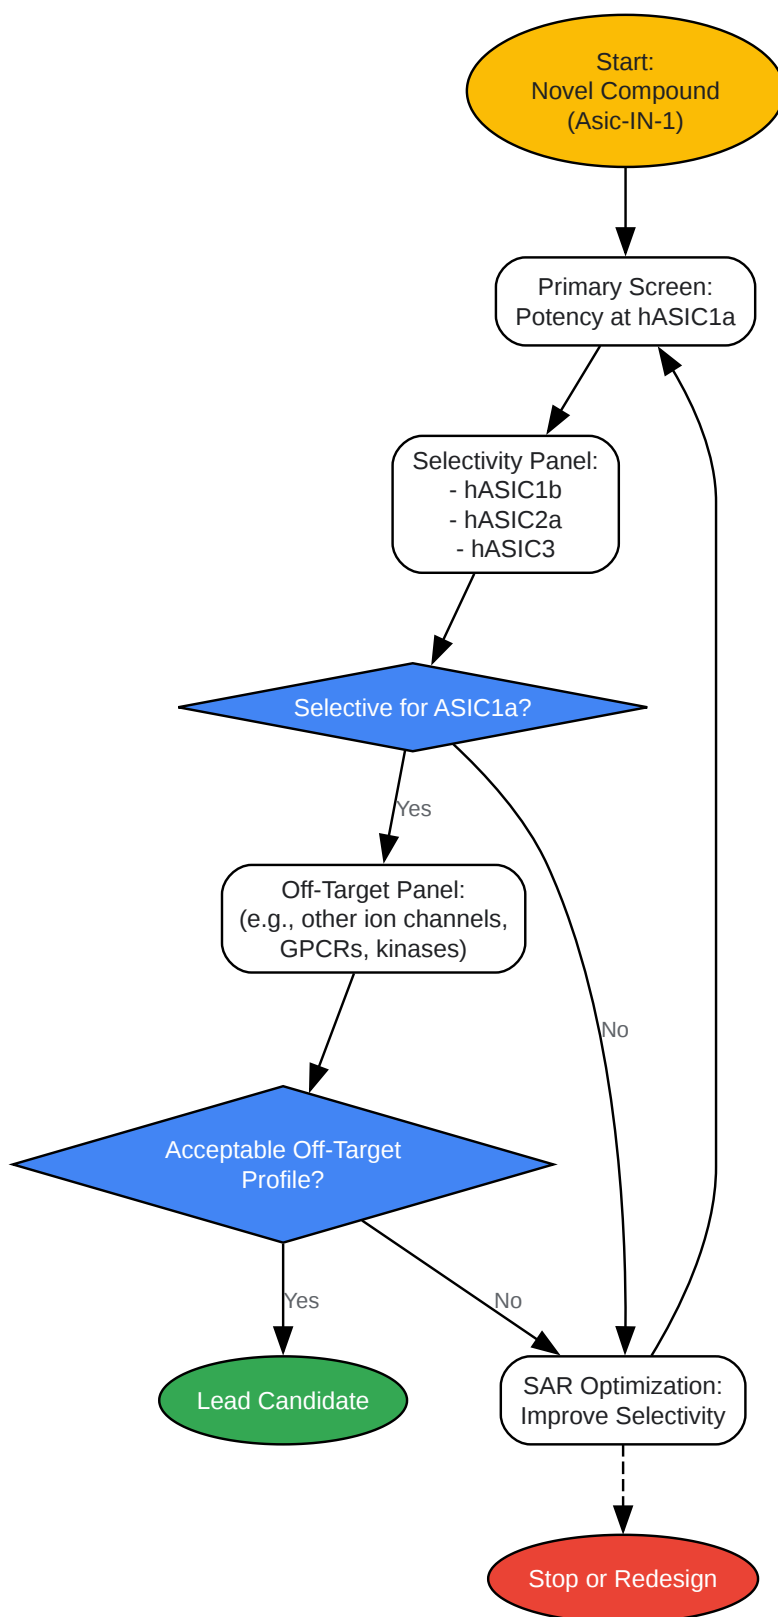 Start:
Novel Compound
(Asic-IN-1)
Primary Screen:
Potency at hASIC1a
Selectivity Panel:
- hASIC1b
- hASIC2a
- hASIC3
Selective for ASIC1a?
Yes
Off-Target Panel:
(e.g., other ion channels,
GPCRs, kinases)
No
Acceptable Off-Target
Profile?
Yes
No
Lead Candidate
SAR Optimization:
Improve Selectivity
Stop or Redesign